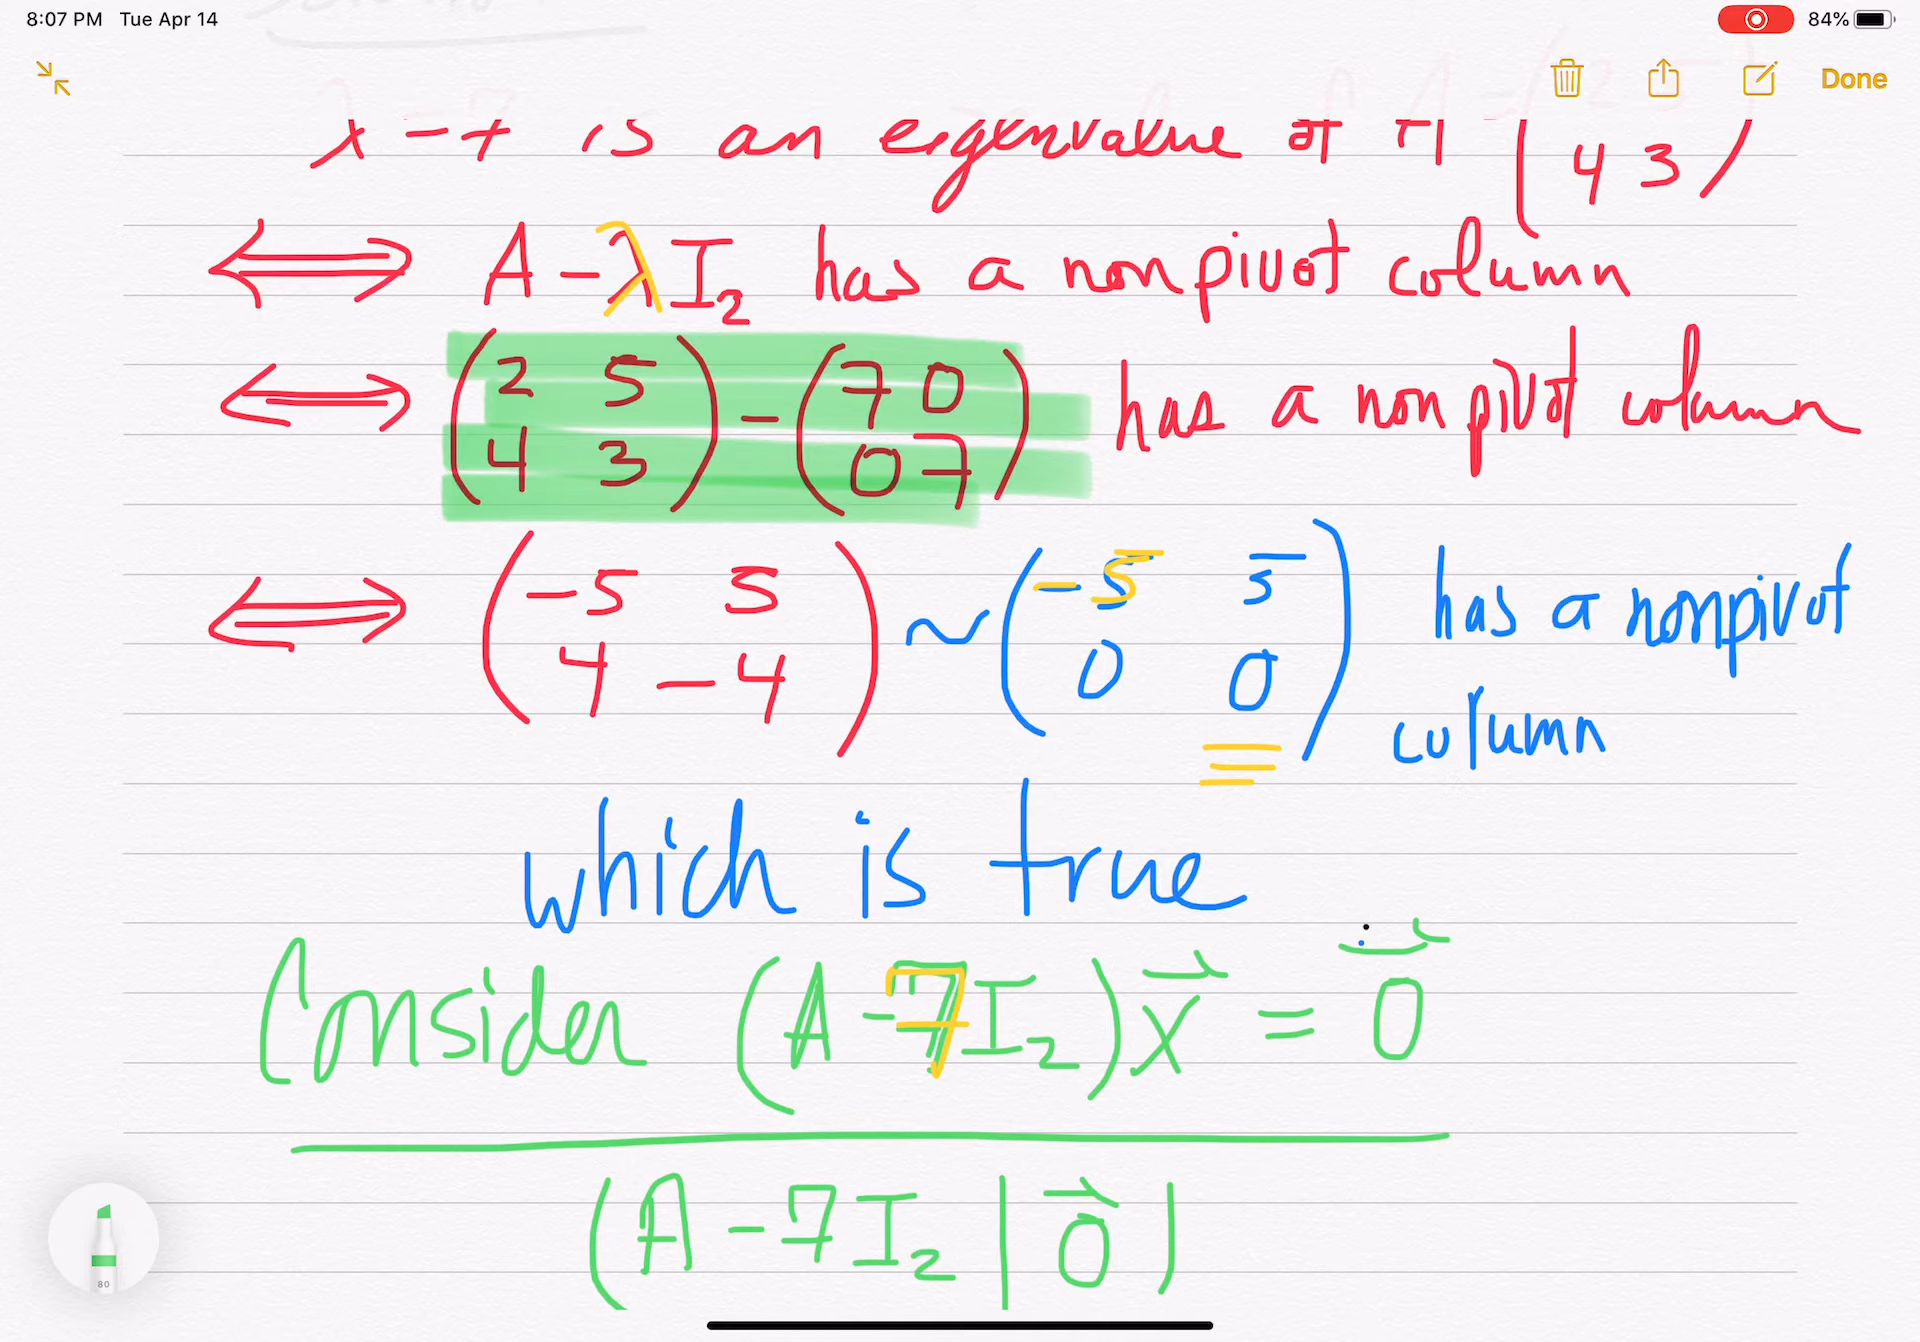 8:07 PM Tue Apr 14 84%
Done
λ = 7 is an eigenvalue of A = ( 4 3 )
⟺ A − λ I₂ has a nonpivot column
⟺ ( 2 5 ; 4 3 ) − ( 7 0 ; 0 7 ) has a nonpivot column
⟺ ( −5 5 ; 4 −4 ) ~ ( −5 5 ; 0 0 ) has a nonpivot
column
which is true
Consider (A − 7I₂)x⃗ = 0⃗
(A − 7I₂ | 0⃗)
80